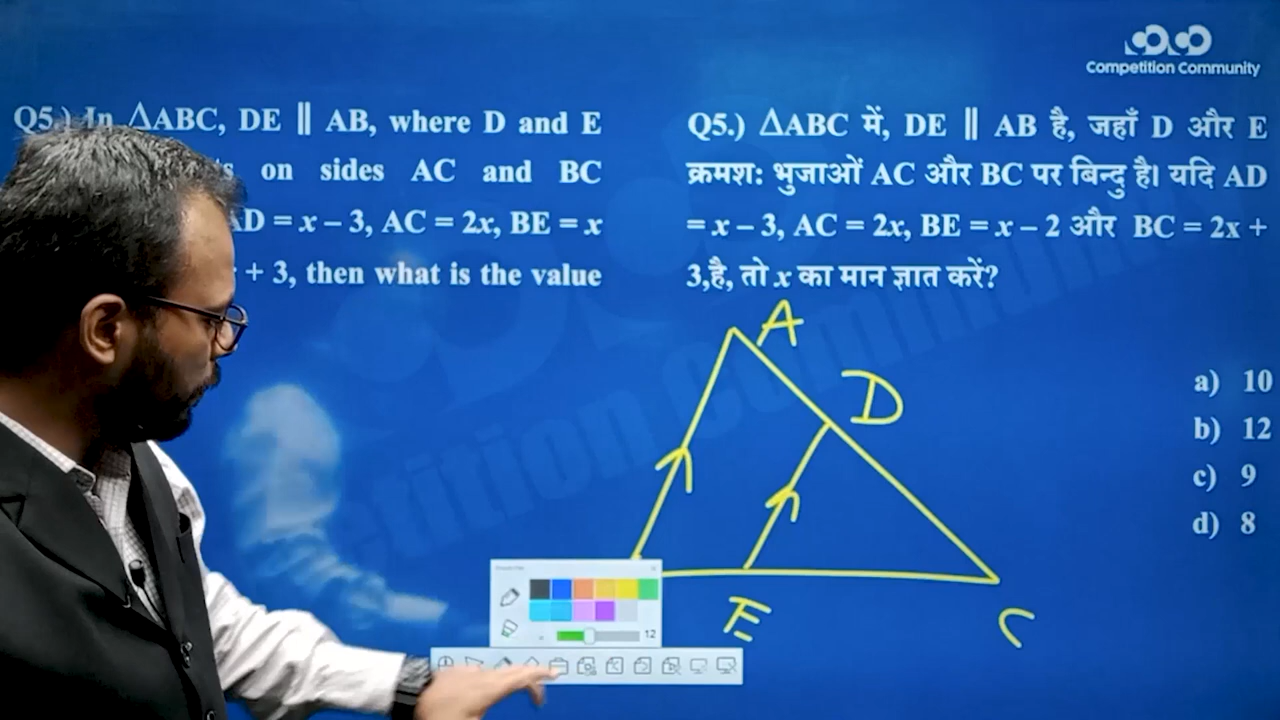 Competition Community
Q5.) In ΔABC, DE ∥ AB, where D and E
on sides AC and BC
AD = x – 3, AC = 2x, BE = x
+ 3, then what is the value
Q5.) ΔABC में, DE ∥ AB है, जहाँ D और E
क्रमश: भुजाओं AC और BC पर बिन्दु है। यदि AD
= x – 3, AC = 2x, BE = x – 2 और BC = 2x +
3,है, तो x का मान ज्ञात करें?
A
D
E
C
a) 10
b) 12
c) 9
d) 8
12